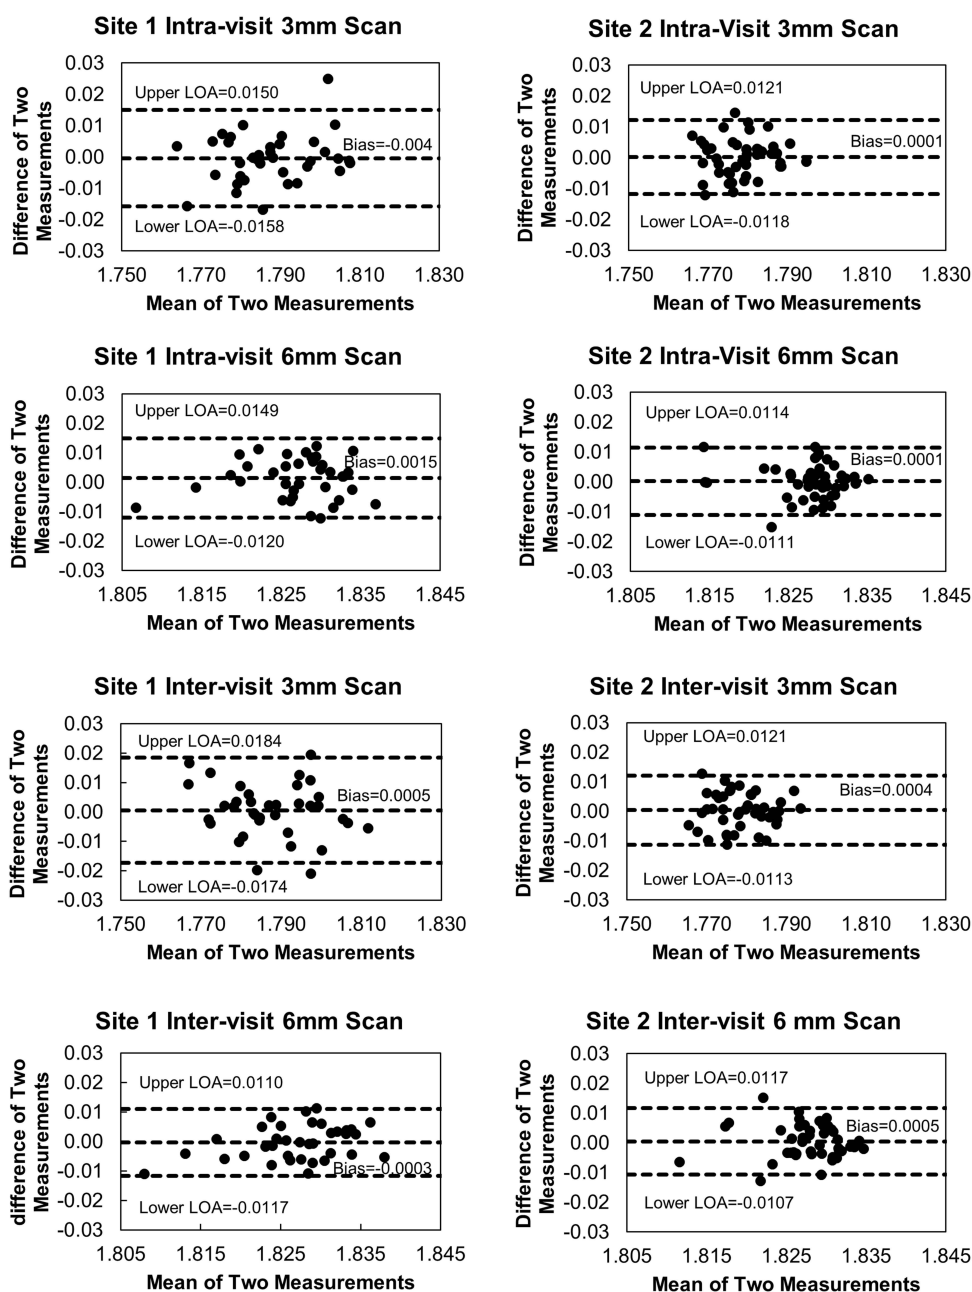 Site 1 Intra-visit 3mm Scan
0.03
0.02
0.01
0.00
-0.01
-0.02
-0.03
Difference of Two
Measurements
Upper LOA=0.0150
Bias=-0.004
Lower LOA=-0.0158
1.750 1.770 1.790 1.810 1.830
Mean of Two Measurements
Site 2 Intra-Visit 3mm Scan
0.03
0.02
0.01
0.00
-0.01
-0.02
-0.03
Difference of Two
Measurements
Upper LOA=0.0121
Bias=0.0001
Lower LOA=-0.0118
1.750 1.770 1.790 1.810 1.830
Mean of Two Measurements
Site 1 Intra-visit 6mm Scan
0.03
0.02
0.01
0.00
-0.01
-0.02
-0.03
Difference of Two
Measurements
Upper LOA=0.0149
Bias=0.0015
Lower LOA=-0.0120
1.805 1.815 1.825 1.835 1.845
Mean of Two Measurements
Site 2 Intra-Visit 6mm Scan
0.03
0.02
0.01
0.00
-0.01
-0.02
-0.03
Difference of Two
Measurements
Upper LOA=0.0114
Bias=0.0001
Lower LOA=-0.0111
1.805 1.815 1.825 1.835 1.845
Mean of Two Measurements
Site 1 Inter-visit 3mm Scan
0.03
0.02
0.01
0.00
-0.01
-0.02
-0.03
Difference of Two
Measurements
Upper LOA=0.0184
Bias=0.0005
Lower LOA=-0.0174
1.750 1.770 1.790 1.810 1.830
Mean of Two Measurements
Site 2 Inter-visit 3mm Scan
0.03
0.02
0.01
0.00
-0.01
-0.02
-0.03
Difference of Two
Measurements
Upper LOA=0.0121
Bias=0.0004
Lower LOA=-0.0113
1.750 1.770 1.790 1.810 1.830
Mean of Two Measurements
Site 1 Inter-visit 6mm Scan
0.03
0.02
0.01
0.00
-0.01
-0.02
-0.03
difference of Two
Measurements
Upper LOA=0.0110
Bias=-0.0003
Lower LOA=-0.0117
1.805 1.815 1.825 1.835 1.845
Mean of Two Measurements
Site 2 Inter-visit 6 mm Scan
0.03
0.02
0.01
0.00
-0.01
-0.02
-0.03
Difference of Two
Measurements
Upper LOA=0.0117
Bias=0.0005
Lower LOA=-0.0107
1.805 1.815 1.825 1.835 1.845
Mean of Two Measurements